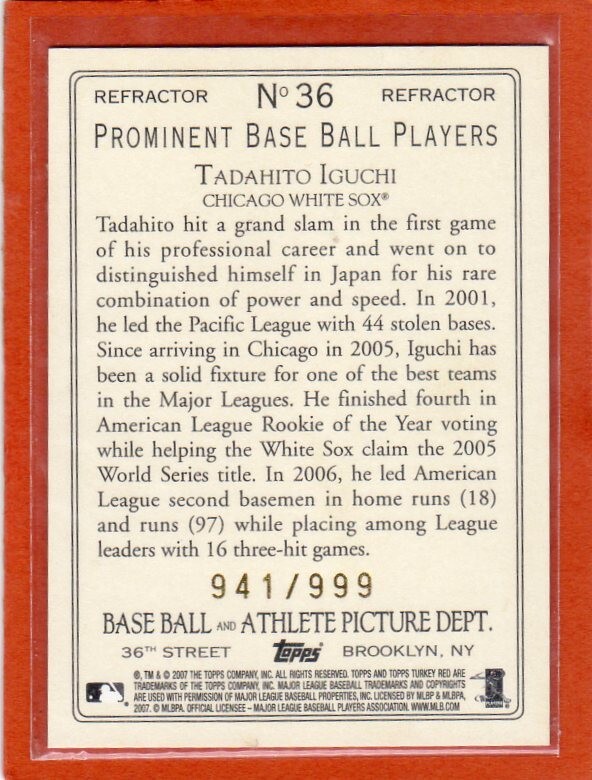 REFRACTOR Nº 36 REFRACTOR
PROMINENT BASE BALL PLAYERS
TADAHITO IGUCHI
CHICAGO WHITE SOX®
Tadahito hit a grand slam in the first game
of his professional career and went on to
distinguished himself in Japan for his rare
combination of power and speed. In 2001,
he led the Pacific League with 44 stolen bases.
Since arriving in Chicago in 2005, Iguchi has
been a solid fixture for one of the best teams
in the Major Leagues. He finished fourth in
American League Rookie of the Year voting
while helping the White Sox claim the 2005
World Series title. In 2006, he led American
League second basemen in home runs (18)
and runs (97) while placing among League
leaders with 16 three-hit games.
941/999
BASE BALL AND ATHLETE PICTURE DEPT.
36TH STREET Topps BROOKLYN, NY
®, TM & © 2007 THE TOPPS COMPANY, INC. ALL RIGHTS RESERVED. TOPPS AND TOPPS TURKEY RED ARE
TRADEMARKS OF THE TOPPS COMPANY, INC. MAJOR LEAGUE BASEBALL TRADEMARKS AND COPYRIGHTS
ARE USED WITH PERMISSION OF MAJOR LEAGUE BASEBALL PROPERTIES, INC. LICENSED BY MLBP & MLBPA,
2007. © MLBPA. OFFICIAL LICENSEE – MAJOR LEAGUE BASEBALL PLAYERS ASSOCIATION. WWW.MLB.COM